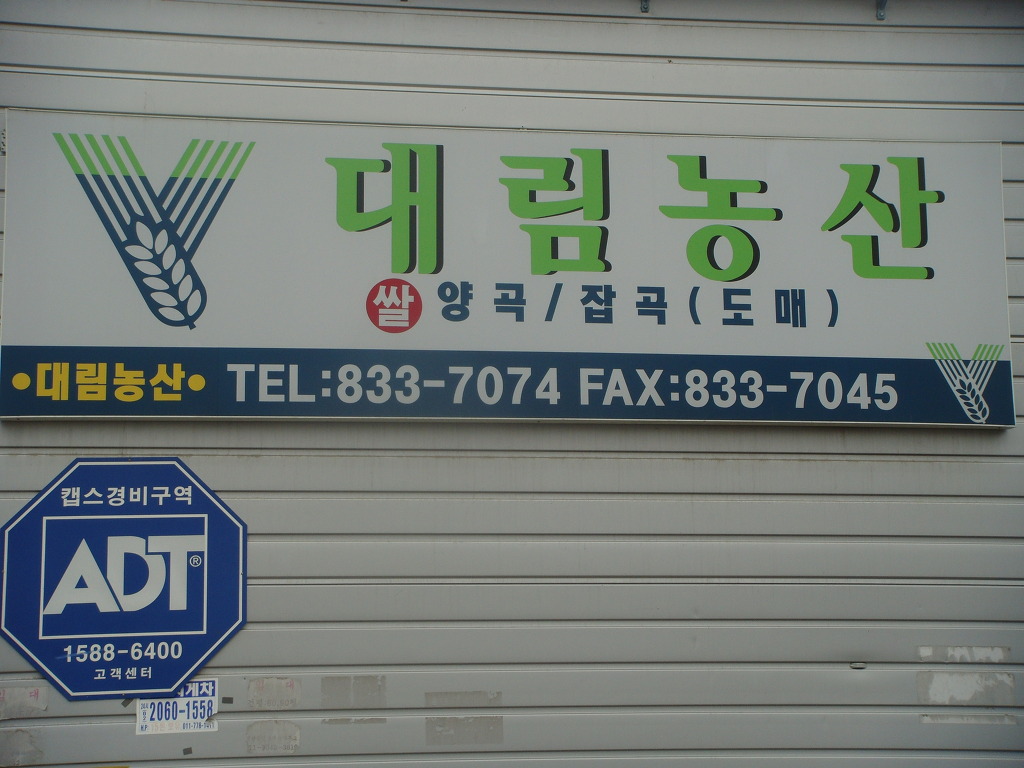 대림농산
쌀 양곡/잡곡(도매)
•대림농산• TEL:833-7074 FAX:833-7045
캡스경비구역
ADT®
1588-6400
고객센터
2060-1558